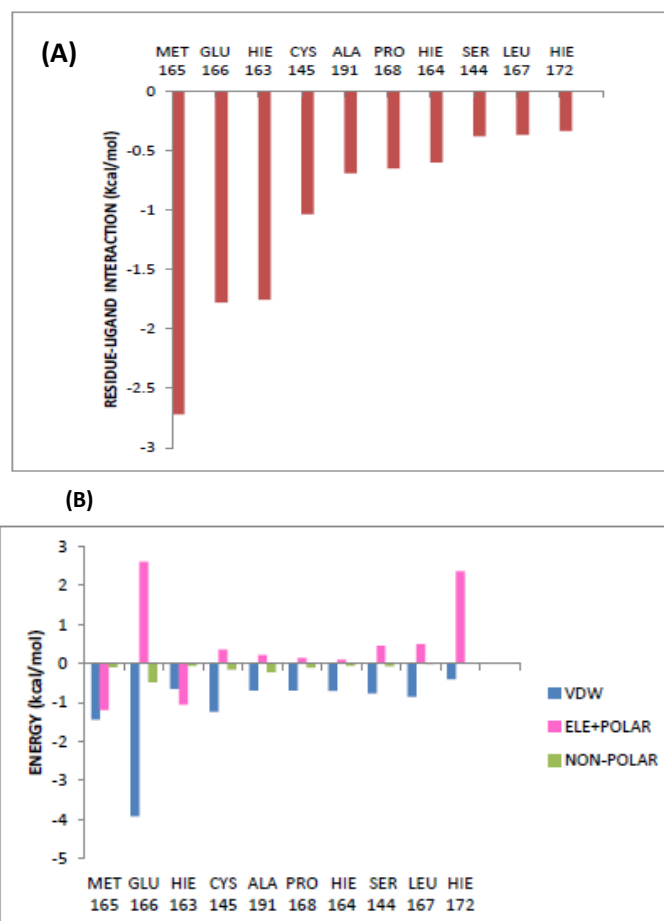 (A)
MET GLU HIE CYS ALA PRO HIE SER LEU HIE
165 166 163 145 191 168 164 144 167 172
0
-0.5
-1
-1.5
-2
-2.5
-3
RESIDUE-LIGAND INTERACTION (Kcal/mol)
(B)
3
2
1
0
-1
-2
-3
-4
-5
ENERGY (kcal/mol)
VDW
ELE+POLAR
NON-POLAR
MET GLU HIE CYS ALA PRO HIE SER LEU HIE
165 166 163 145 191 168 164 144 167 172